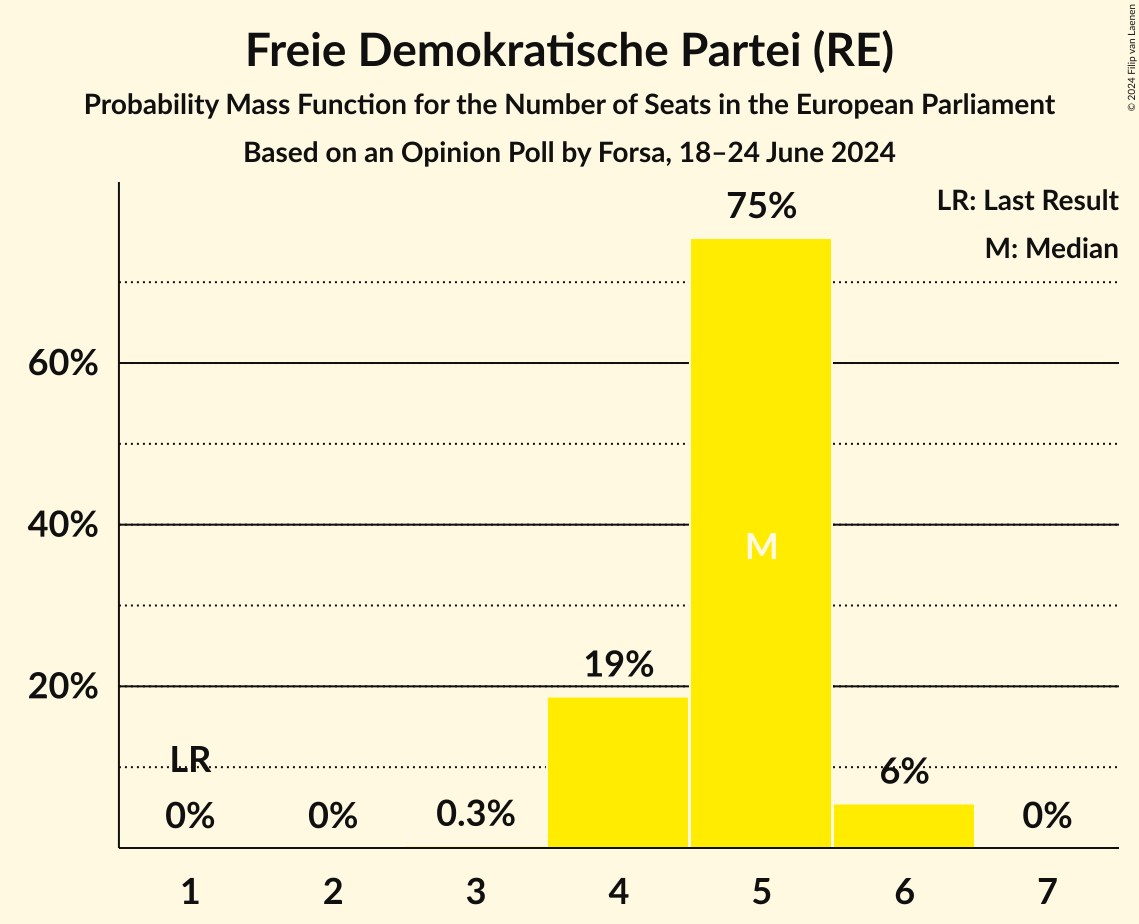 Freie Demokratische Partei (RE)
Probability Mass Function for the Number of Seats in the European Parliament
Based on an Opinion Poll by Forsa, 18–24 June 2024
© 2024 Filip van Laenen
LR: Last Result
M: Median
75%
60%
40%
M
19%
20%
LR
6%
0%
0%
0.3%
0%
1
2
3
4
5
6
7